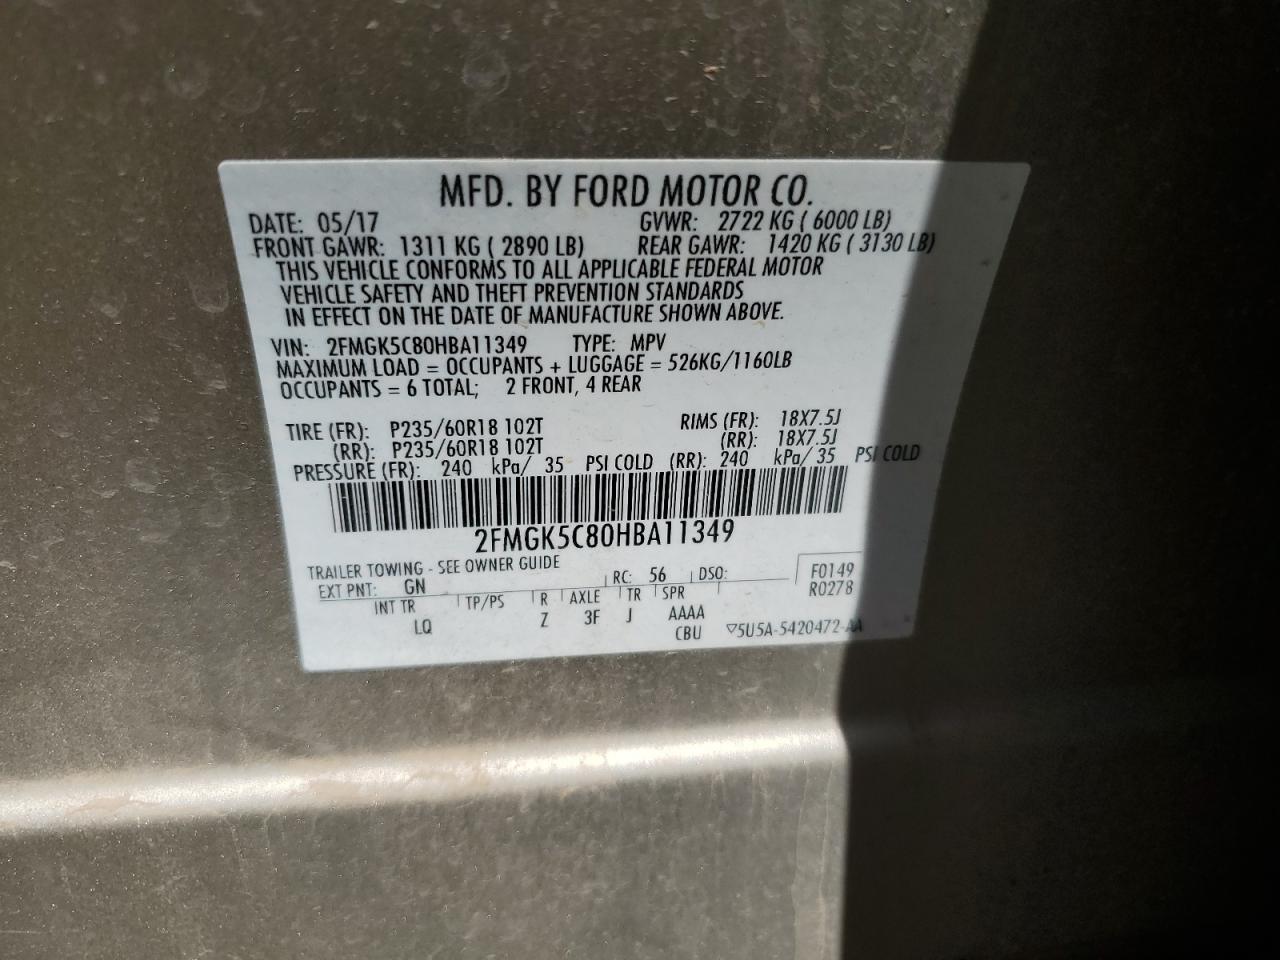 MFD. BY FORD MOTOR CO.
DATE: 05/17 GVWR: 2722 KG ( 6000 LB)
FRONT GAWR: 1311 KG ( 2890 LB) REAR GAWR: 1420 KG ( 3130 LB)
THIS VEHICLE CONFORMS TO ALL APPLICABLE FEDERAL MOTOR
VEHICLE SAFETY AND THEFT PREVENTION STANDARDS
IN EFFECT ON THE DATE OF MANUFACTURE SHOWN ABOVE.
VIN: 2FMGK5C80HBA11349 TYPE: MPV
MAXIMUM LOAD = OCCUPANTS + LUGGAGE = 526KG/1160LB
OCCUPANTS = 6 TOTAL; 2 FRONT, 4 REAR
TIRE (FR): P235/60R18 102T RIMS (FR): 18X7.5J
(RR): P235/60R18 102T (RR): 18X7.5J
PRESSURE (FR): 240 kPa/ 35 PSI COLD (RR): 240 kPa/ 35 PSI COLD
2FMGK5C80HBA11349
TRAILER TOWING - SEE OWNER GUIDE
EXT PNT: GN RC: 56 DSO: F0149
R0278
INT TR TP/PS R AXLE TR SPR
LQ Z 3F J AAAA
CBU ▽5U5A-5420472-AA